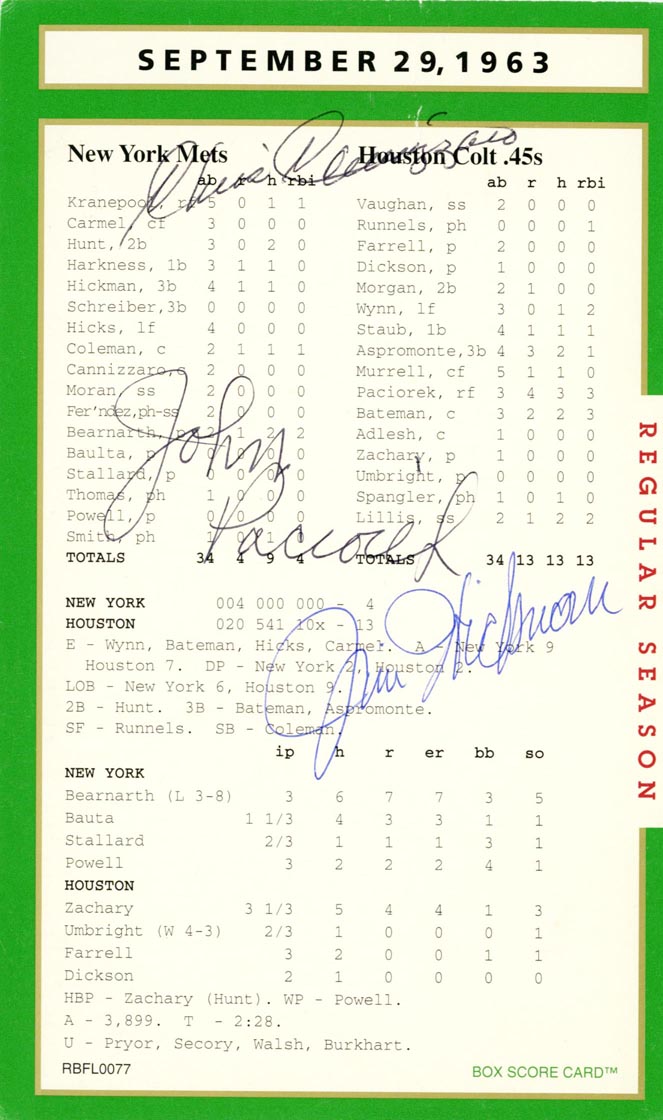 SEPTEMBER 29, 1963
New York Mets
ab r h rbi
Kranepool, rf 5 0 1 1
Carmel, cf 3 0 0 0
Hunt, 2b 3 0 2 0
Harkness, 1b 3 1 1 0
Hickman, 3b 4 1 1 0
Schreiber,3b 0 0 0 0
Hicks, lf 4 0 0 0
Coleman, c 2 1 1 1
Cannizzaro,c 2 0 0 0
Moran, ss 2 0 0 0
Fer'ndez,ph-ss 2 0 0 0
Bearnarth, p 2 1 2 2
Baulta, p 0 0 0 0
Stallard, p 0 0 0 0
Thomas, ph 1 0 0 0
Powell, p 0 0 0 0
Smith, ph 1 0 1 0
TOTALS 34 4 9 4
Houston Colt .45s
ab r h rbi
Vaughan, ss 2 0 0 0
Runnels, ph 0 0 0 1
Farrell, p 2 0 0 0
Dickson, p 1 0 0 0
Morgan, 2b 2 1 0 0
Wynn, lf 3 0 1 2
Staub, 1b 4 1 1 1
Aspromonte,3b 4 3 2 1
Murrell, cf 5 1 1 0
Paciorek, rf 3 4 3 3
Bateman, c 3 2 2 3
Adlesh, c 1 0 0 0
Zachary, p 1 0 0 0
Umbright, p 0 0 0 0
Spangler, ph 1 0 1 0
Lillis, ss 2 1 2 2
TOTALS 34 13 13 13
Chris Cannizzaro
John
Paciorek
Jim Hickman
NEW YORK 004 000 000 - 4
HOUSTON 020 541 10x - 13
E - Wynn, Bateman, Hicks, Carmel. A - New York 9
Houston 7. DP - New York 2, Houston 2.
LOB - New York 6, Houston 9.
2B - Hunt. 3B - Bateman, Aspromonte.
SF - Runnels. SB - Coleman.
ip h r er bb so
NEW YORK
Bearnarth (L 3-8) 3 6 7 7 3 5
Bauta 1 1/3 4 3 3 1 1
Stallard 2/3 1 1 1 3 1
Powell 3 2 2 2 4 1
HOUSTON
Zachary 3 1/3 5 4 4 1 3
Umbright (W 4-3) 2/3 1 0 0 0 1
Farrell 3 2 0 0 1 1
Dickson 2 1 0 0 0 0
HBP - Zachary (Hunt). WP - Powell.
A - 3,899. T - 2:28.
U - Pryor, Secory, Walsh, Burkhart.
RBFL0077
BOX SCORE CARD™
REGULAR SEASON